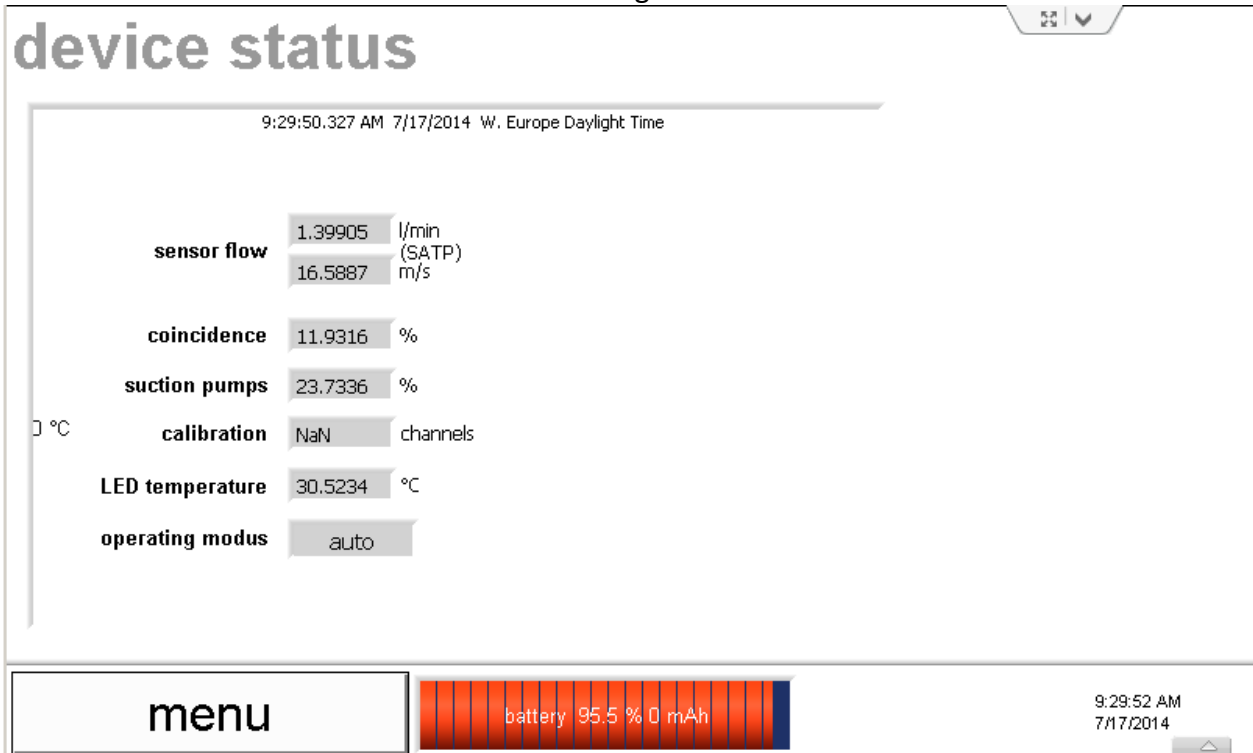 device status
9:29:50.327 AM 7/17/2014 W. Europe Daylight Time
sensor flow
1.39905 l/min
(SATP)
16.5887 m/s
coincidence 11.9316 %
suction pumps 23.7336 %
°C
calibration NaN channels
LED temperature 30.5234 °C
operating modus auto
menu
battery 95.5 % 0 mAh
9:29:52 AM
7/17/2014